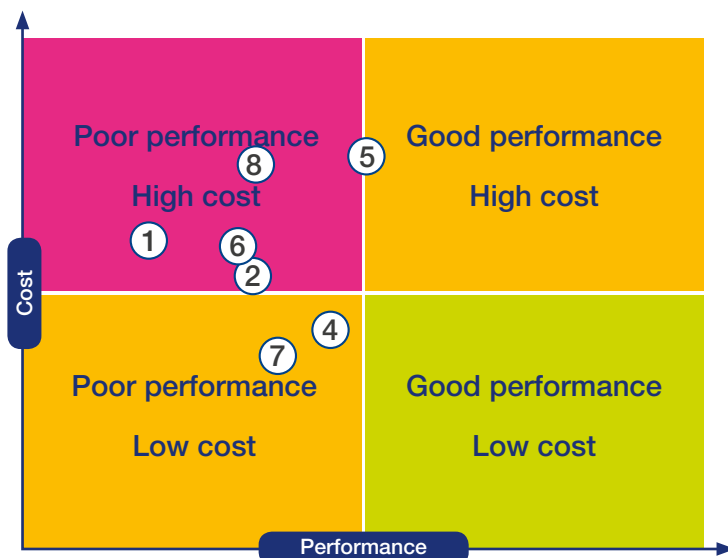 Poor performance
8
High cost
1
6
2
5
Good performance
High cost
Cost
4
7
Poor performance
Low cost
Good performance
Low cost
Performance